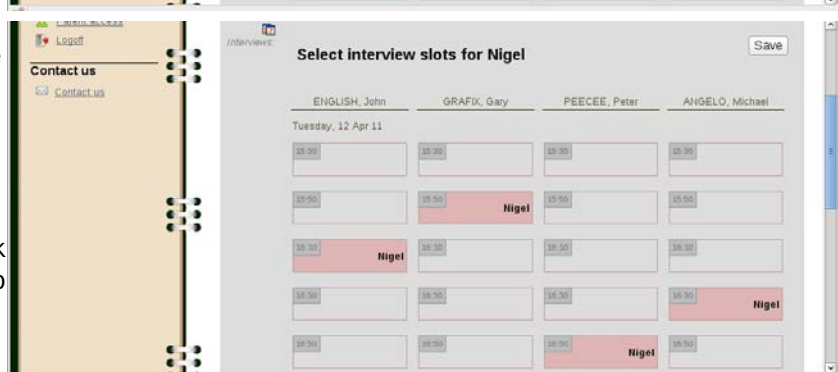 Parent access
Logoff
Contact us
Contact us
Interviews:
Select interview slots for Nigel
Save
ENGLISH, John GRAFIX, Gary PEECEE, Peter ANGELO, Michael
Tuesday, 12 Apr 11
15:30 15:30 15:30 15:30
15:50 15:50 Nigel 15:50 15:50
16:10 Nigel 16:10 16:10 16:10
16:30 16:30 16:30 16:30 Nigel
16:50 16:50 16:50 Nigel 16:50